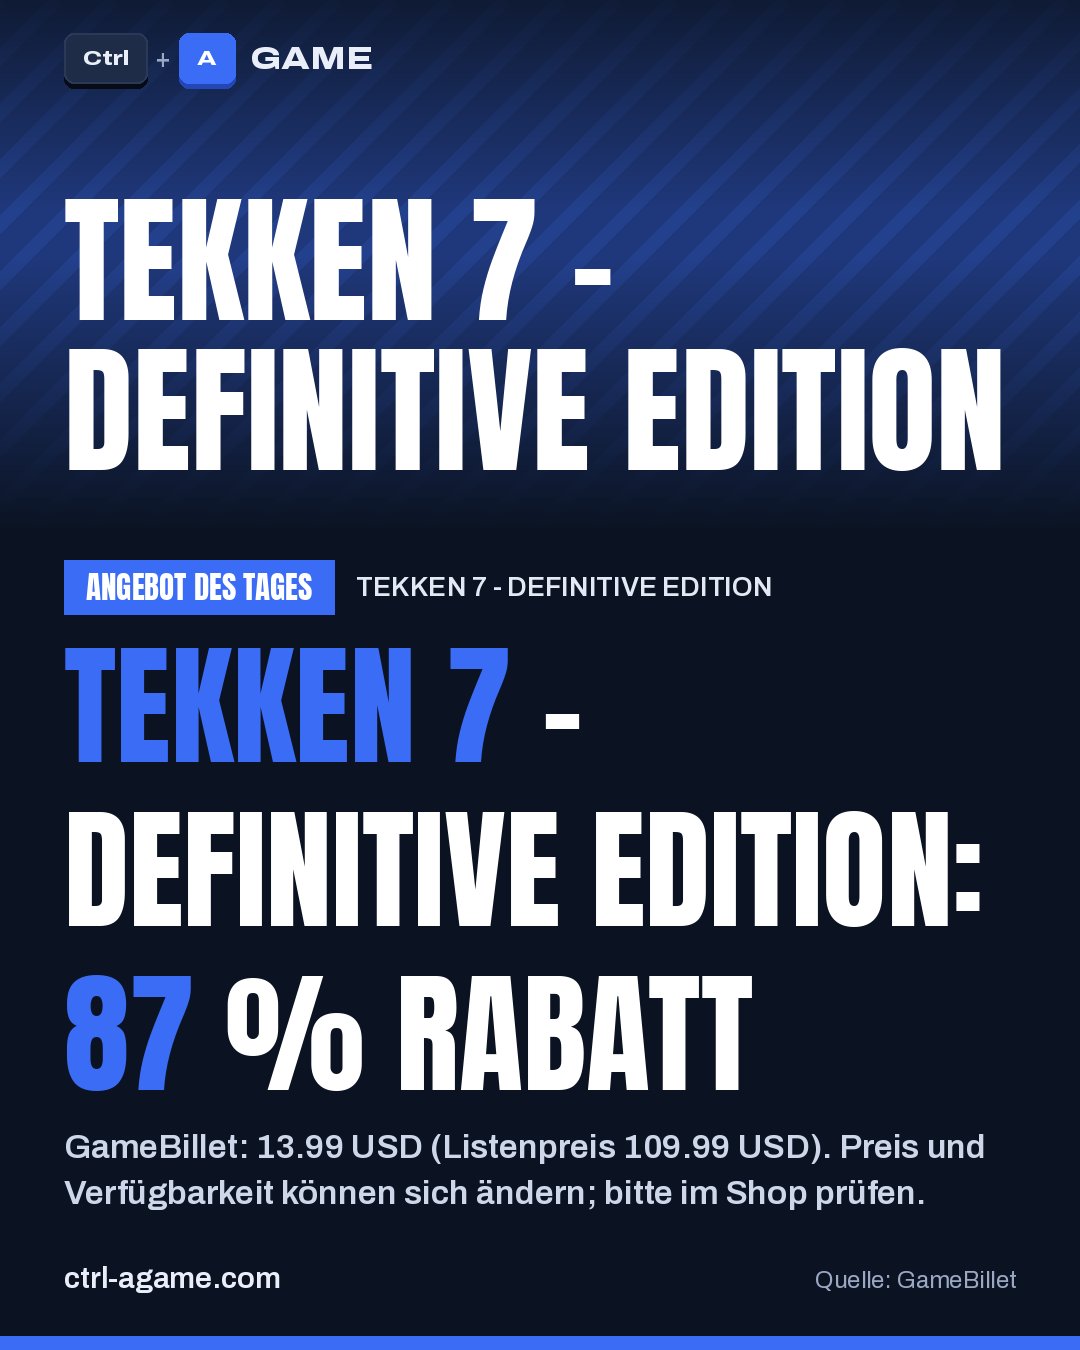 Ctrl + A GAME
TEKKEN 7 -
DEFINITIVE EDITION
ANGEBOT DES TAGES TEKKEN 7 - DEFINITIVE EDITION
TEKKEN 7 -
DEFINITIVE EDITION:
87 % RABATT
GameBillet: 13.99 USD (Listenpreis 109.99 USD). Preis und
Verfügbarkeit können sich ändern; bitte im Shop prüfen.
ctrl-agame.com
Quelle: GameBillet